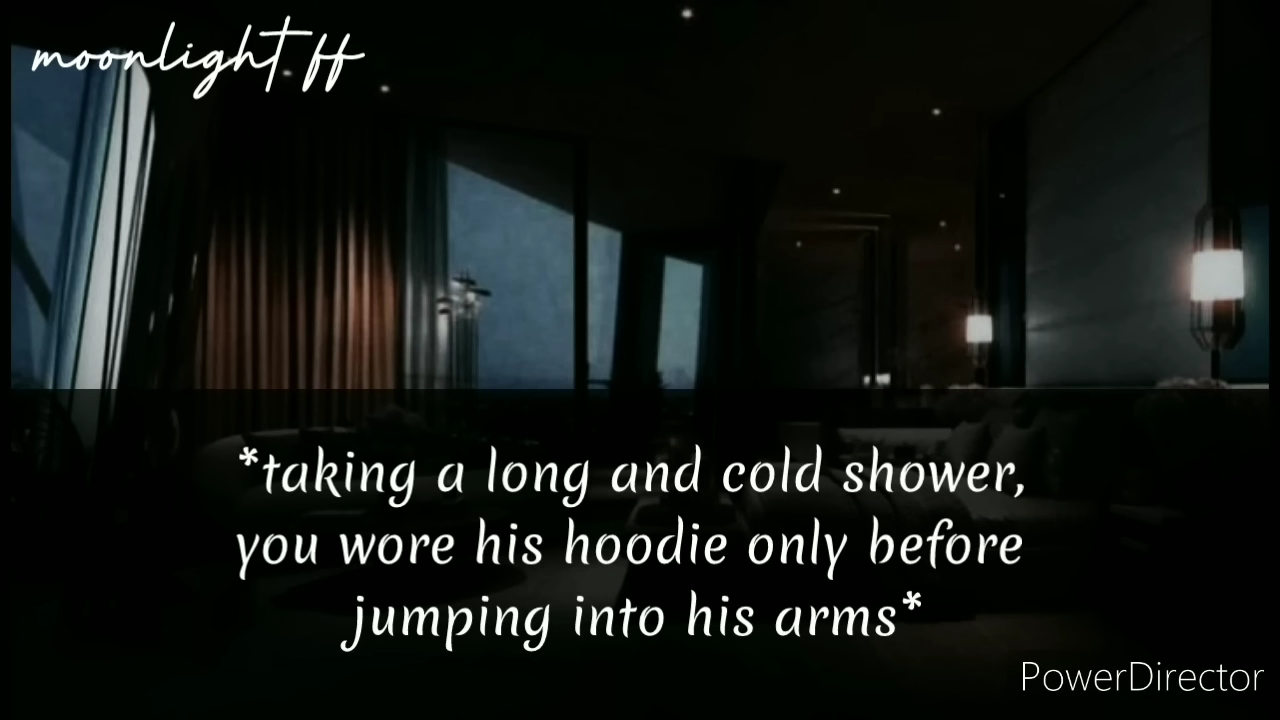 moonlight ff
*taking a long and cold shower,
you wore his hoodie only before
jumping into his arms*
PowerDirector